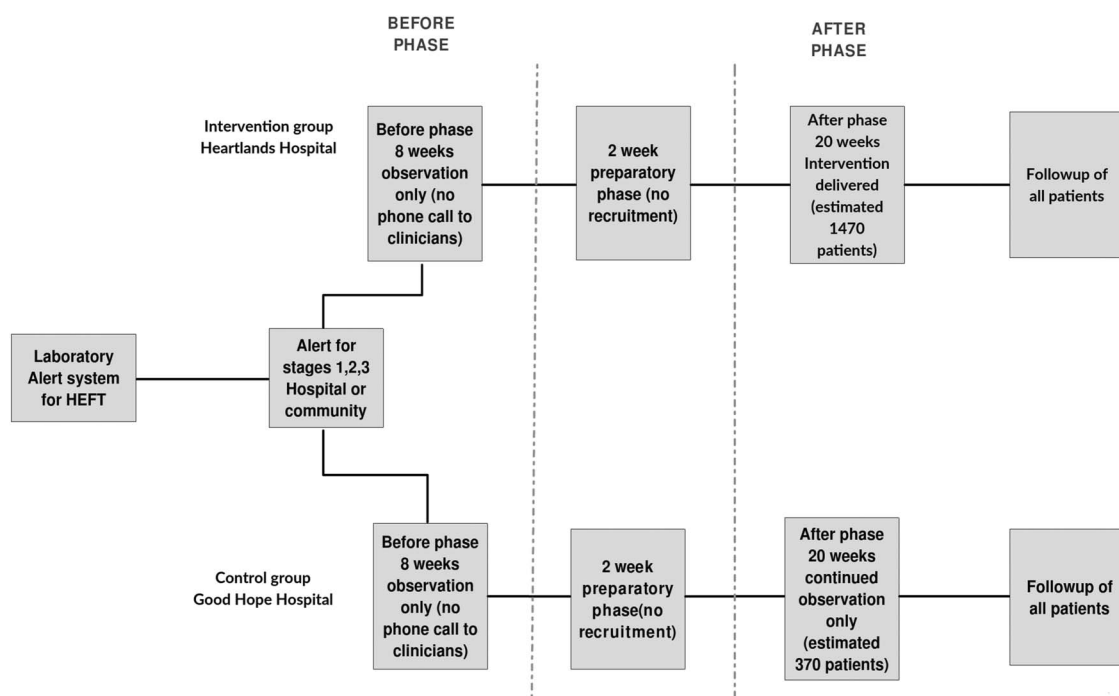 BEFORE
PHASE
AFTER
PHASE
Intervention group
Heartlands Hospital
Before phase
8 weeks
observation
only (no
phone call to
clinicians)
2 week
preparatory
phase (no
recruitment)
After phase
20 weeks
Intervention
delivered
(estimated
1470
patients)
Followup of
all patients
Laboratory
Alert system
for HEFT
Alert for
stages 1,2,3
Hospital or
community
Control group
Good Hope Hospital
Before phase
8 weeks
observation
only (no
phone call to
clinicians)
2 week
preparatory
phase(no
recruitment)
After phase
20 weeks
continued
observation
only
(estimated
370 patients)
Followup of
all patients